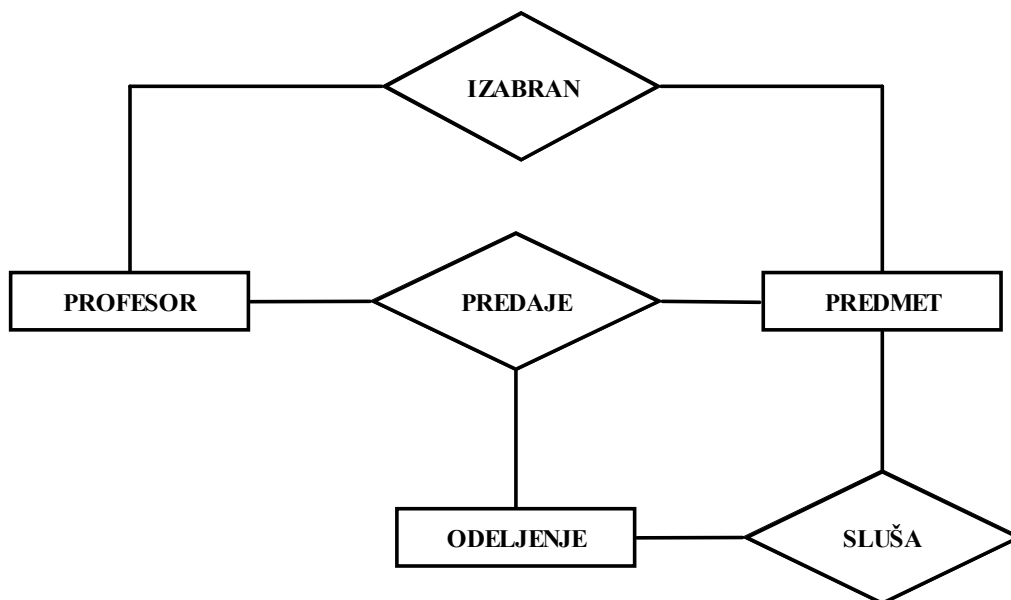 IZABRAN
PROFESOR
PREDAJE
PREDMET
ODELJENJE
SLUŠA